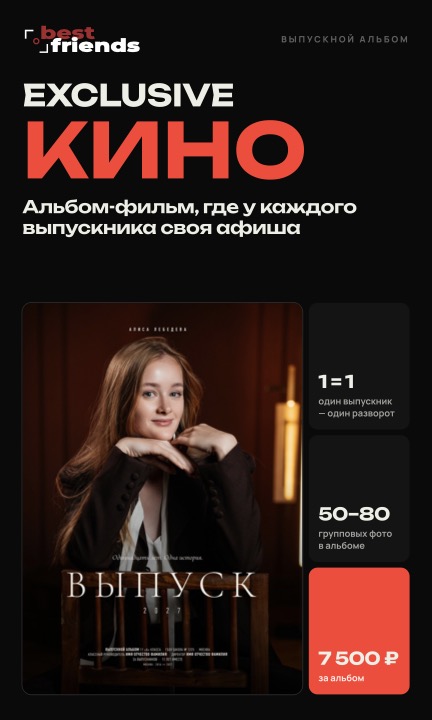 best
friends
ВЫПУСКНОЙ АЛЬБОМ
EXCLUSIVE
КИНО
Альбом-фильм, где у каждого
выпускника своя афиша
АЛИСА ЛЕБЕДЕВА
история.
ВЫПУСК
2027
1=1
один выпускник
— один разворот
50–80
групповых фото
в альбоме
7 500 ₽
за альбом